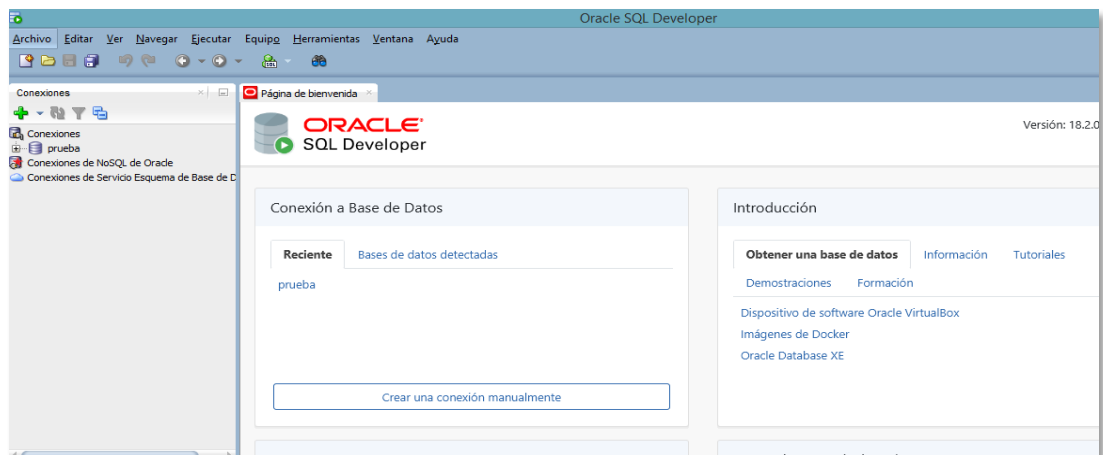 Oracle SQL Developer
Archivo Editar Ver Navegar Ejecutar Equipo Herramientas Ventana Ayuda
SQL
Conexiones
Página de bienvenida
Conexiones
prueba
Conexiones de NoSQL de Oracle
Conexiones de Servicio Esquema de Base de D
ORACLE
SQL Developer
Versión: 18.2.0
Conexión a Base de Datos
Reciente Bases de datos detectadas
prueba
Crear una conexión manualmente
Introducción
Obtener una base de datos Información Tutoriales
Demostraciones Formación
Dispositivo de software Oracle VirtualBox
Imágenes de Docker
Oracle Database XE